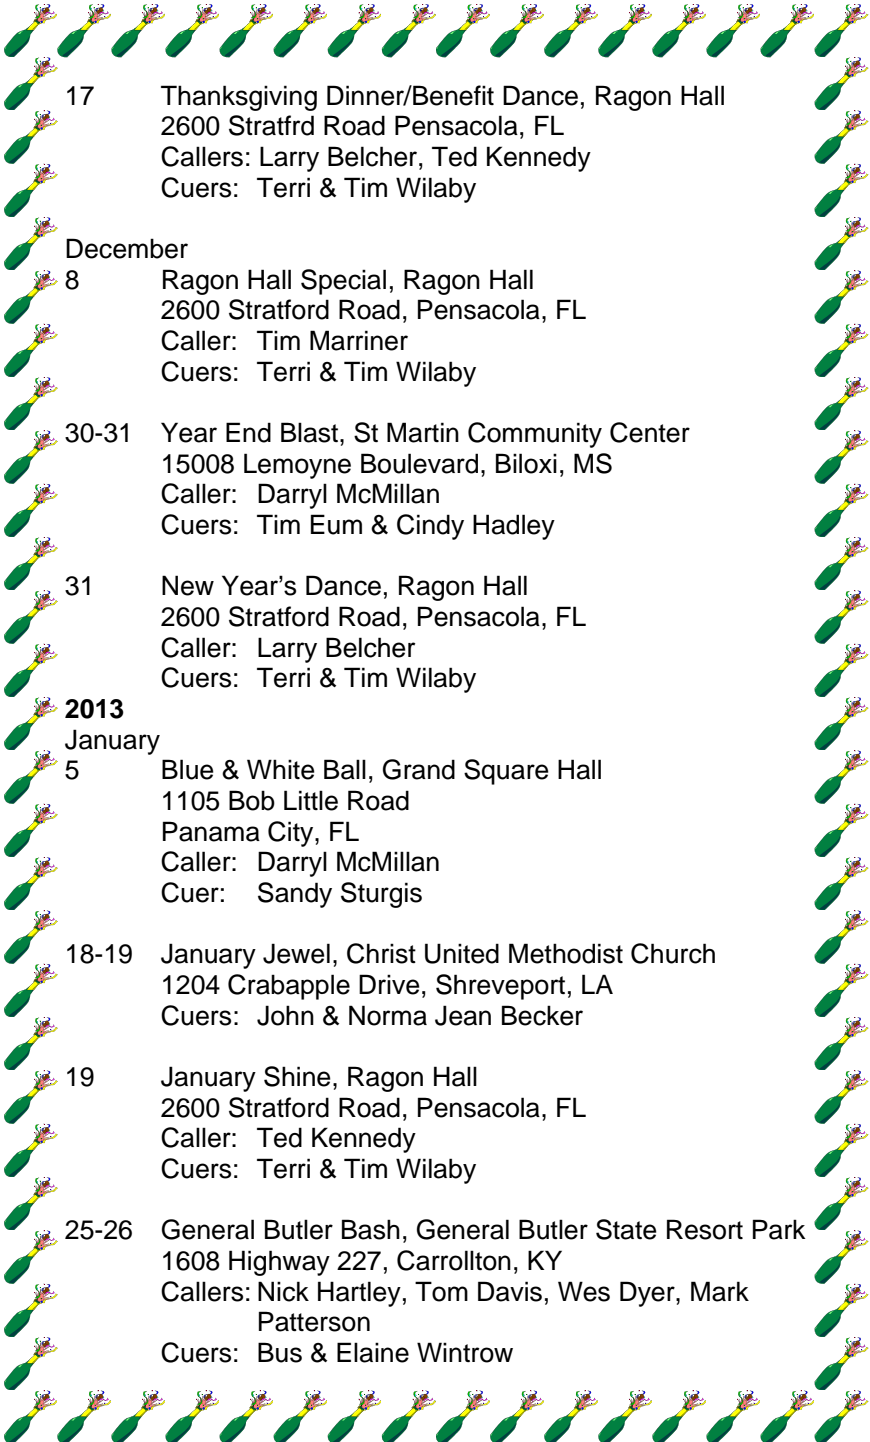 17 Thanksgiving Dinner/Benefit Dance, Ragon Hall
2600 Stratfrd Road Pensacola, FL
Callers: Larry Belcher, Ted Kennedy
Cuers: Terri & Tim Wilaby
December
8 Ragon Hall Special, Ragon Hall
2600 Stratford Road, Pensacola, FL
Caller: Tim Marriner
Cuers: Terri & Tim Wilaby
30-31 Year End Blast, St Martin Community Center
15008 Lemoyne Boulevard, Biloxi, MS
Caller: Darryl McMillan
Cuers: Tim Eum & Cindy Hadley
31 New Year’s Dance, Ragon Hall
2600 Stratford Road, Pensacola, FL
Caller: Larry Belcher
Cuers: Terri & Tim Wilaby
2013
January
5 Blue & White Ball, Grand Square Hall
1105 Bob Little Road
Panama City, FL
Caller: Darryl McMillan
Cuer: Sandy Sturgis
18-19 January Jewel, Christ United Methodist Church
1204 Crabapple Drive, Shreveport, LA
Cuers: John & Norma Jean Becker
19 January Shine, Ragon Hall
2600 Stratford Road, Pensacola, FL
Caller: Ted Kennedy
Cuers: Terri & Tim Wilaby
25-26 General Butler Bash, General Butler State Resort Park
1608 Highway 227, Carrollton, KY
Callers: Nick Hartley, Tom Davis, Wes Dyer, Mark
Patterson
Cuers: Bus & Elaine Wintrow